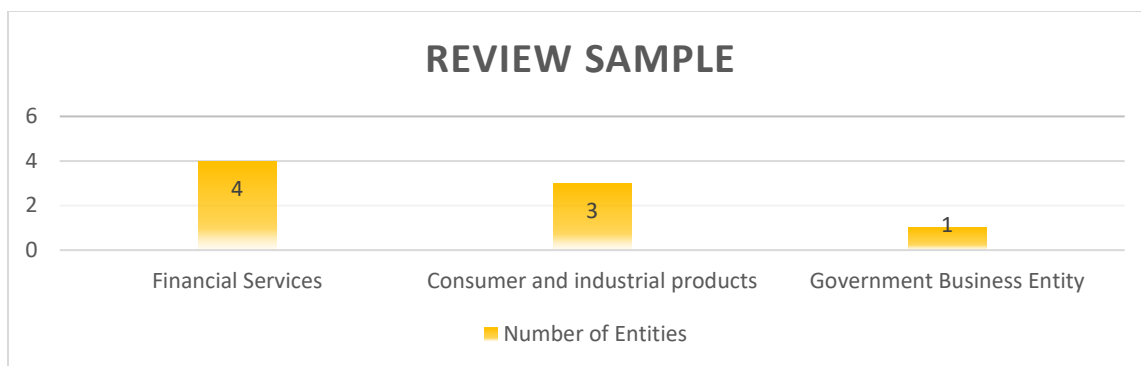 REVIEW SAMPLE
6
4
2
0
4
3
1
Financial Services
Consumer and industrial products
Government Business Entity
Number of Entities